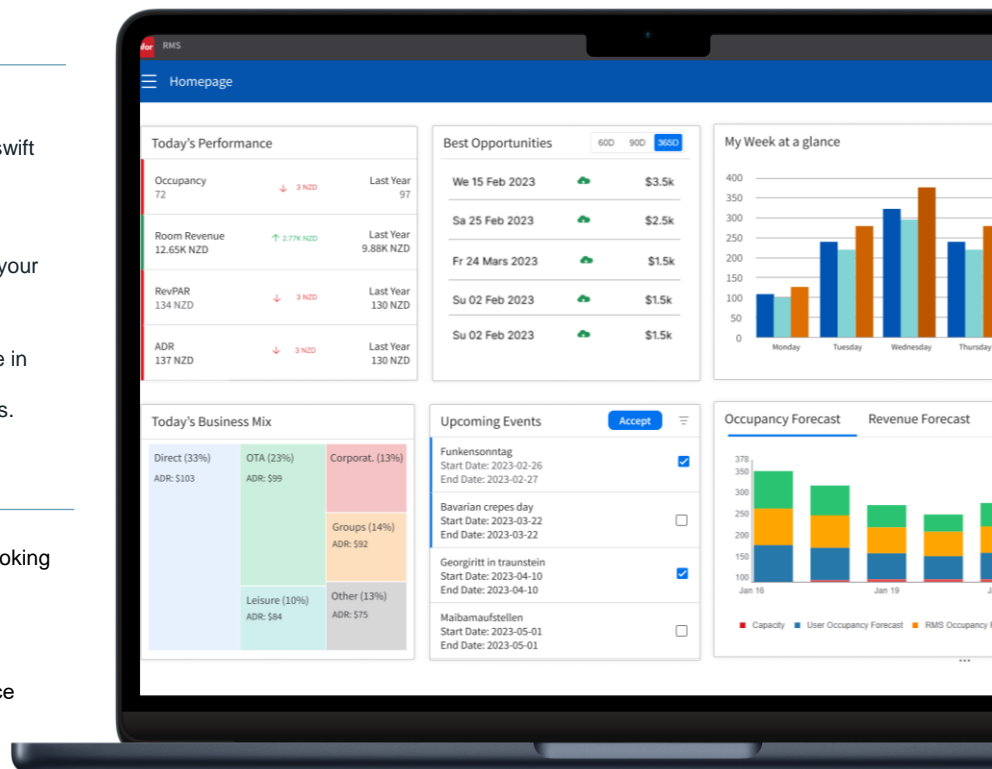 swift
your
e in
s.
oking
ce
for RMS
Homepage
Today's Performance
Occupancy
72
3 NZD
Last Year
97
Room Revenue
12.65K NZD
2.77K NZD
Last Year
9.88K NZD
RevPAR
134 NZD
3 NZD
Last Year
130 NZD
ADR
137 NZD
3 NZD
Last Year
130 NZD
Best Opportunities 60D 90D 365D
We 15 Feb 2023 $3.5k
Sa 25 Feb 2023 $2.5k
Fr 24 Mars 2023 $1.5k
Su 02 Feb 2023 $1.5k
Su 02 Feb 2023 $1.5k
My Week at a glance
400
350
300
250
200
150
100
50
0
Monday Tuesday Wednesday Thursday
Today's Business Mix
Direct (33%)
ADR: $103
OTA (23%)
ADR: $99
Corporat. (13%)
Groups (14%)
ADR: $92
Leisure (10%)
ADR: $84
Other (13%)
ADR: $75
Upcoming Events Accept
Funkensonntag
Start Date: 2023-02-26
End Date: 2023-02-27
Bavarian crepes day
Start Date: 2023-03-22
End Date: 2023-03-22
Georgiritt in traunstein
Start Date: 2023-04-10
End Date: 2023-04-10
Maibamaufstellen
Start Date: 2023-05-01
End Date: 2023-05-01
Occupancy Forecast Revenue Forecast
378
350
300
250
200
150
100
Jan 16 Jan 19 J
Capacity User Occupancy Forecast RMS Occupancy F
...